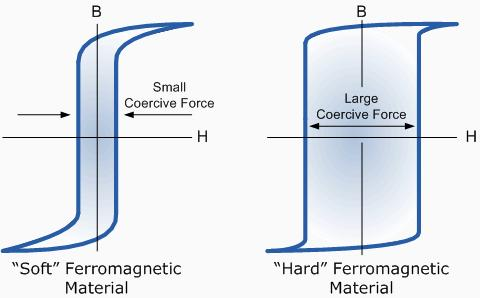 B
Small
Coercive Force
H
"Soft" Ferromagnetic
Material
B
Large
Coercive Force
H
"Hard" Ferromagnetic
Material